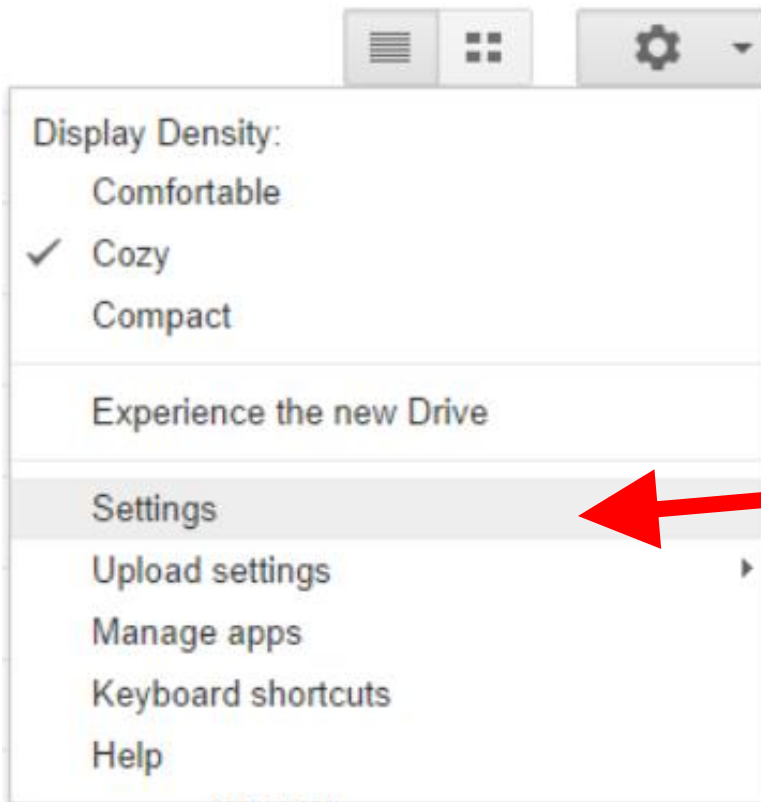 Display Density:
Comfortable
Cozy
Compact
Experience the new Drive
Settings
Upload settings
Manage apps
Keyboard shortcuts
Help